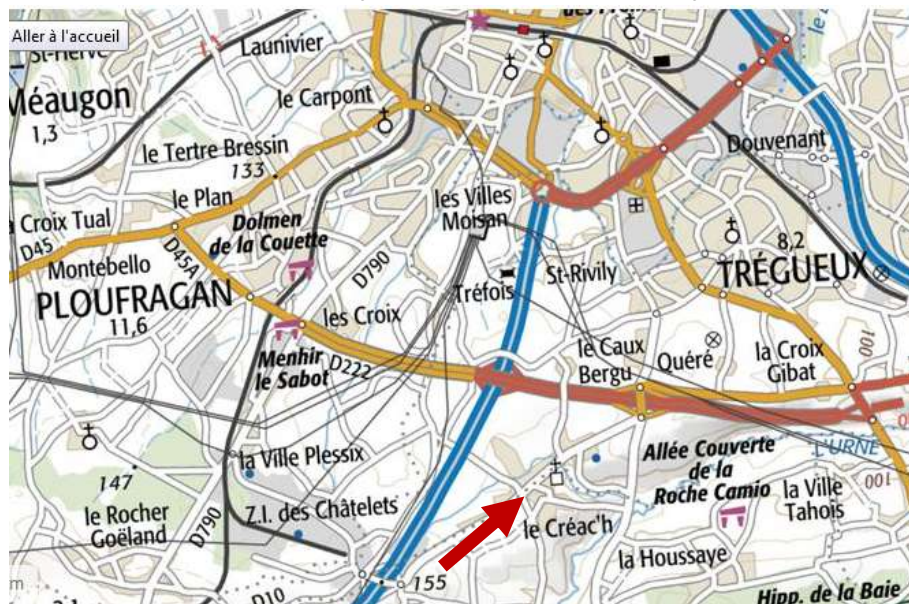 Aller à l'accueil
St-Hervé
Launivier
Méaugon
1,3
le Carpont
le Tertre Bressin
133
Douvenant
le Plan
la Croix Tual
D45
D45A
Dolmen
de la Couette
les Villes
Moisan
D790
8,2
TRÉGUEUX
Montebello
PLOUFRAGAN
11,6
Tréfois
St-Rivily
les Croix
Menhir
le Sabot
D222
le Caux
Bergu
Quéré
la Croix
Gibat
100
la Ville Plessix
147
le Rocher
Goëland
D790
Z.I. des Châtelets
Allée Couverte
de la
Roche Camio
L'URNE
100
la Ville
Tahois
le Créac'h
la Houssaye
155
D10
Hipp. de la Baie